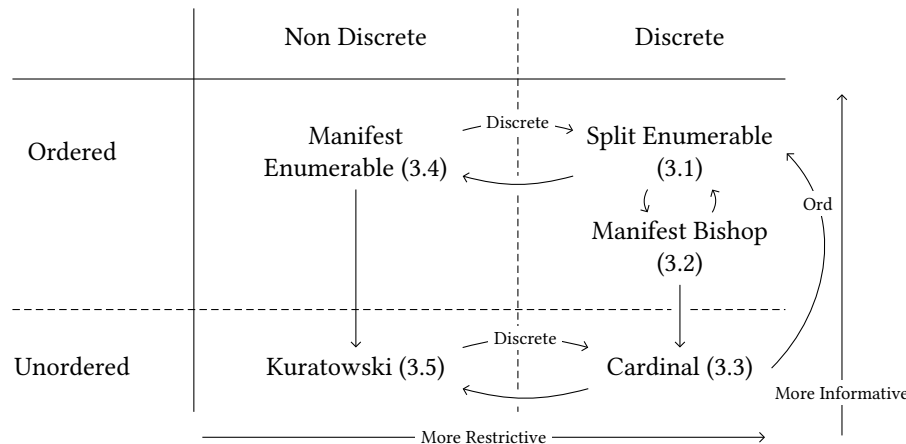 Non Discrete
Discrete
Ordered
Manifest
Enumerable (3.4)
Discrete
Split Enumerable
(3.1)
Ord
Manifest Bishop
(3.2)
Unordered
Kuratowski (3.5)
Discrete
Cardinal (3.3)
More Informative
More Restrictive